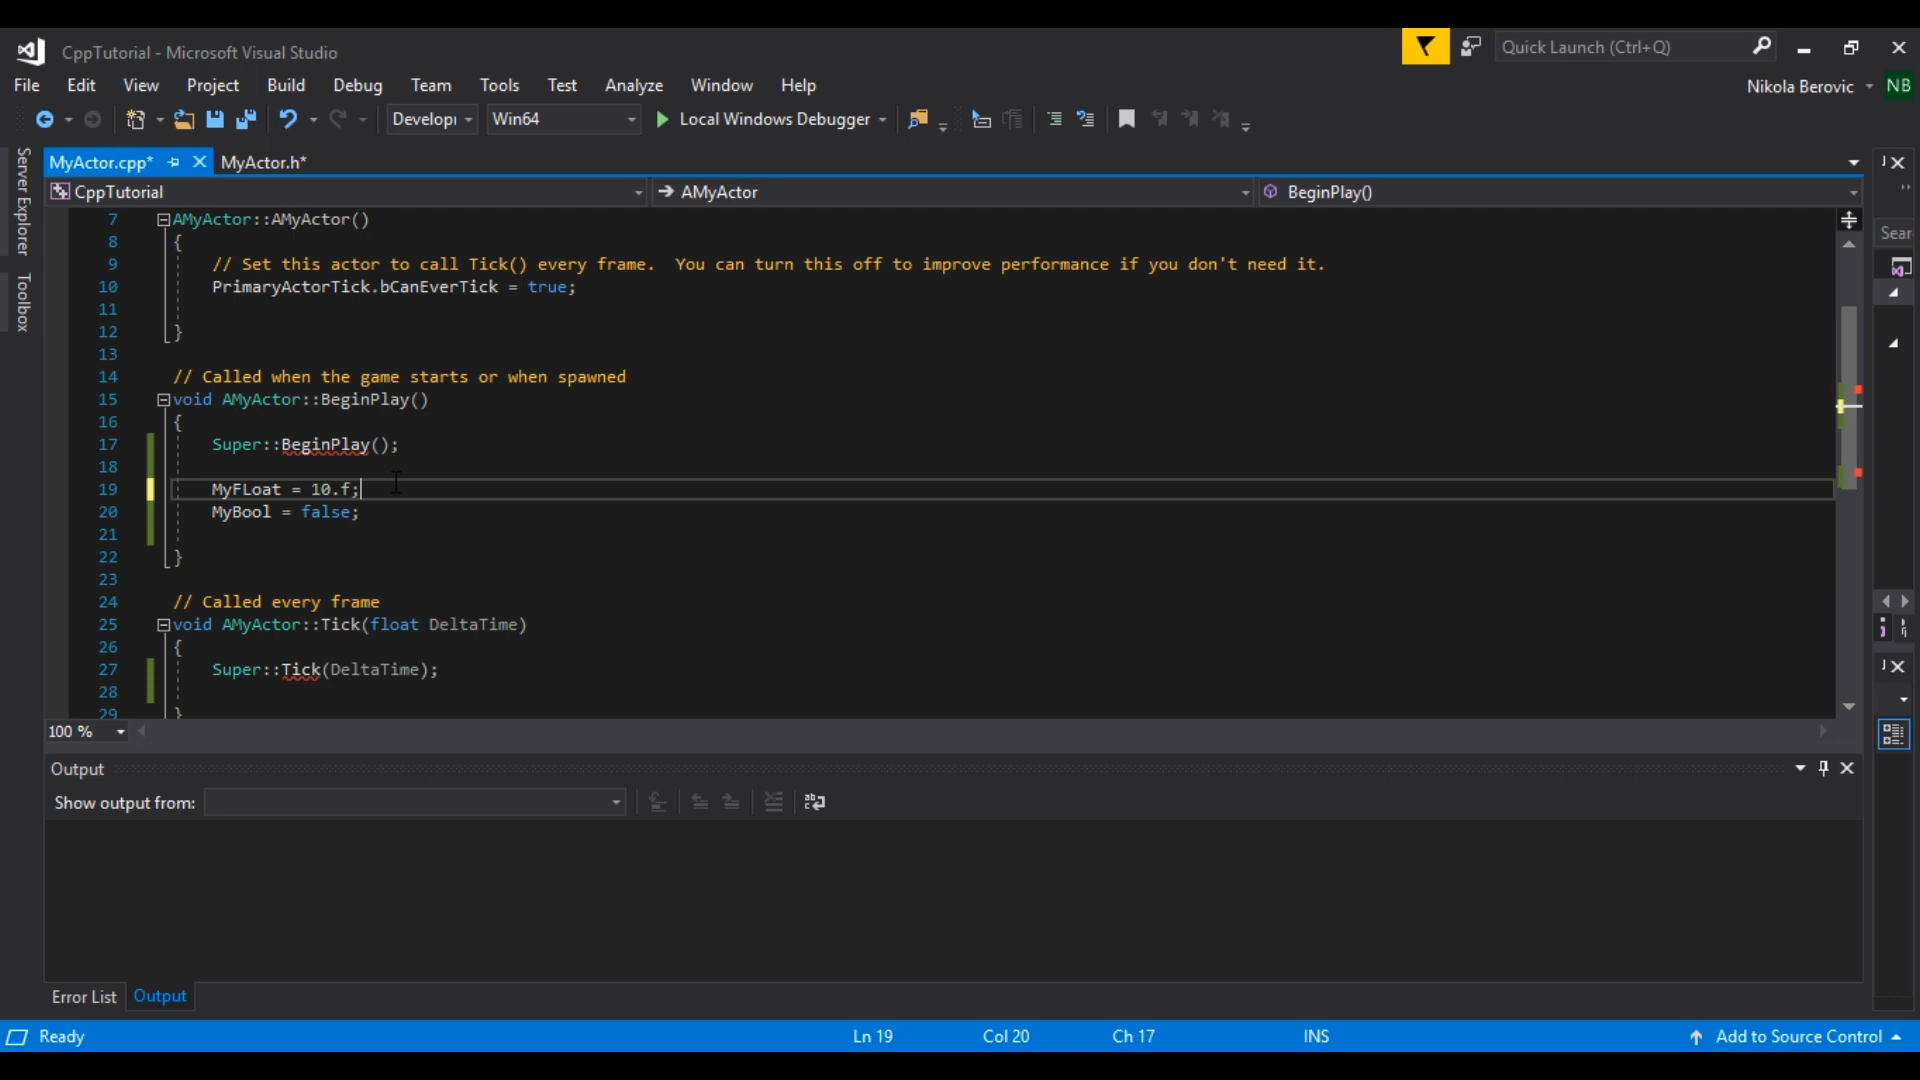 CppTutorial - Microsoft Visual Studio
Quick Launch (Ctrl+Q)
File Edit View Project Build Debug Team Tools Test Analyze Window Help
Nikola Berovic NB
Develop Win64 Local Windows Debugger
Server Explorer
Toolbox
MyActor.cpp* MyActor.h*
CppTutorial AMyActor BeginPlay()
Sear
7 AMyActor::AMyActor()
8 {
9 // Set this actor to call Tick() every frame.  You can turn this off to improve performance if you don't need it.
10 PrimaryActorTick.bCanEverTick = true;
11
12 }
13
14 // Called when the game starts or when spawned
15 void AMyActor::BeginPlay()
16 {
17 Super::BeginPlay();
18
19 MyFLoat = 10.f;
20 MyBool = false;
21
22 }
23
24 // Called every frame
25 void AMyActor::Tick(float DeltaTime)
26 {
27 Super::Tick(DeltaTime);
28
29 }
100 %
Output
Show output from:
Error List Output
Ready Ln 19 Col 20 Ch 17 INS Add to Source Control